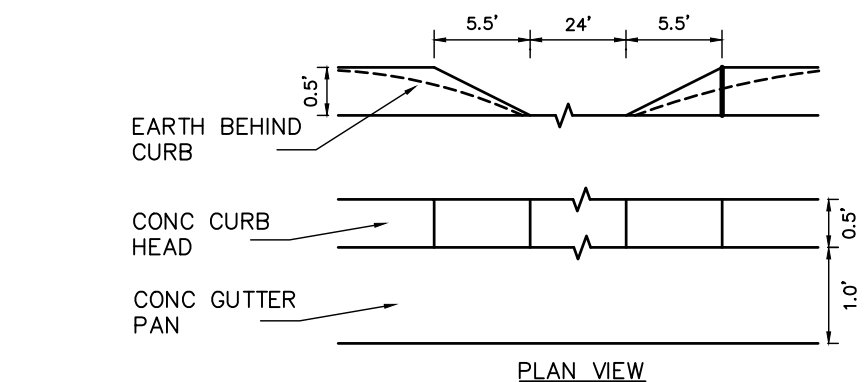 5.5'
24'
5.5'
0.5'
EARTH BEHIND
CURB
CONC CURB
HEAD
0.5'
CONC GUTTER
PAN
1.0'
PLAN VIEW